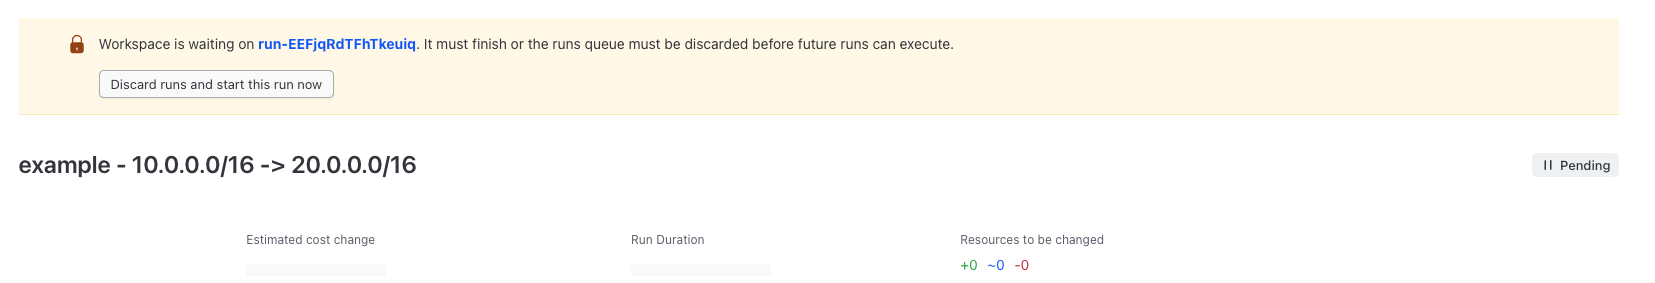 Workspace is waiting on run-EEFjqRdTFhTkeuiq. It must finish or the runs queue must be discarded before future runs can execute.
Discard runs and start this run now
example - 10.0.0.0/16 -> 20.0.0.0/16
Pending
Estimated cost change
Run Duration
Resources to be changed
+0 ~0 -0